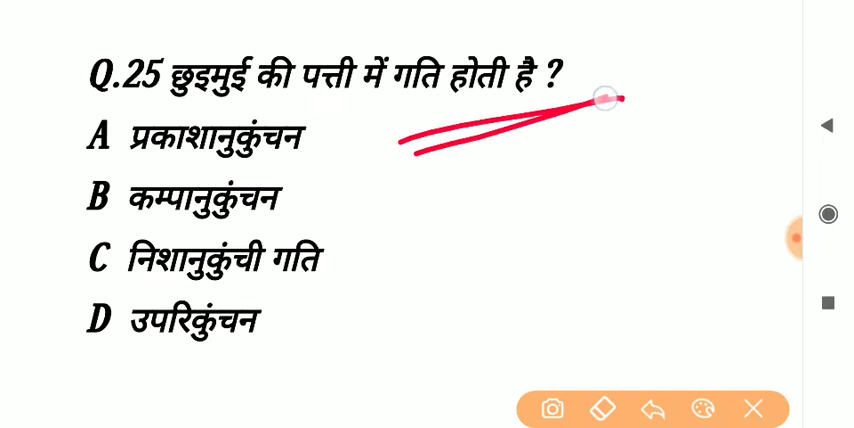 Q.25 छुइमुई की पत्ती में गति होती है ?
A प्रकाशानुकुंचन
B कम्पानुकुंचन
C निशानुकुंची गति
D उपरिकुंचन